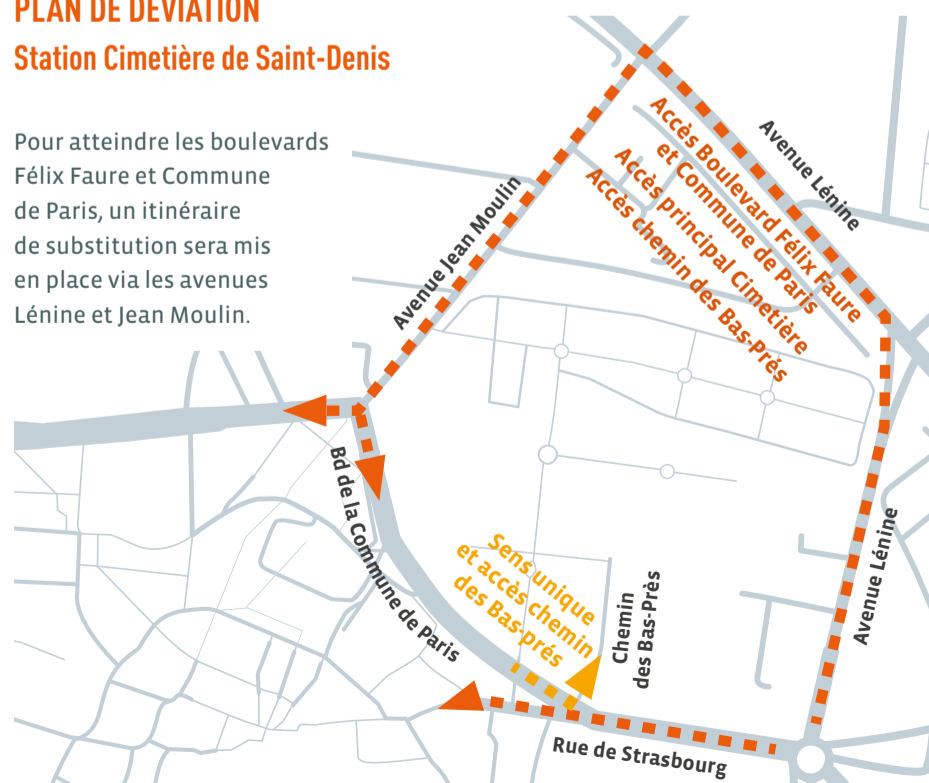 PLAN DE DÉVIATION
Station Cimetière de Saint-Denis
Pour atteindre les boulevards
Félix Faure et Commune
de Paris, un itinéraire
de substitution sera mis
en place via les avenues
Lénine et Jean Moulin.
Avenue Lénine
Accès Boulevard Félix Faure
et Commune de Paris
Accès principal Cimetière
Accès chemin des Bas-Prés
Avenue Jean Moulin
Bd de la Commune de Paris
Sens unique
et accès chemin
des Bas-prés
Chemin
des Bas-Près
Avenue Lénine
Rue de Strasbourg